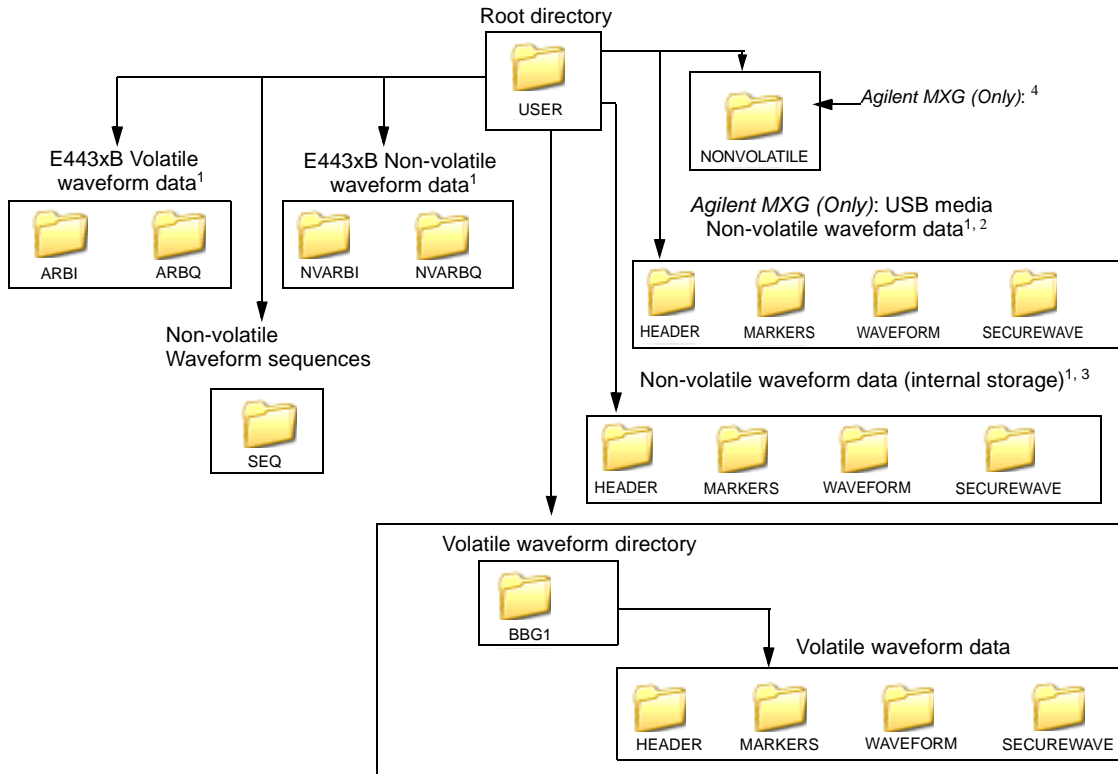 Root directory
USER
Agilent MXG (Only): 4
NONVOLATILE
E443xB Volatile
waveform data1
ARBI ARBQ
E443xB Non-volatile
waveform data1
NVARBI NVARBQ
Agilent MXG (Only): USB media
Non-volatile waveform data1, 2
HEADER MARKERS WAVEFORM SECUREWAVE
Non-volatile
Waveform sequences
SEQ
Non-volatile waveform data (internal storage)1, 3
HEADER MARKERS WAVEFORM SECUREWAVE
Volatile waveform directory
BBG1
Volatile waveform data
HEADER MARKERS WAVEFORM SECUREWAVE